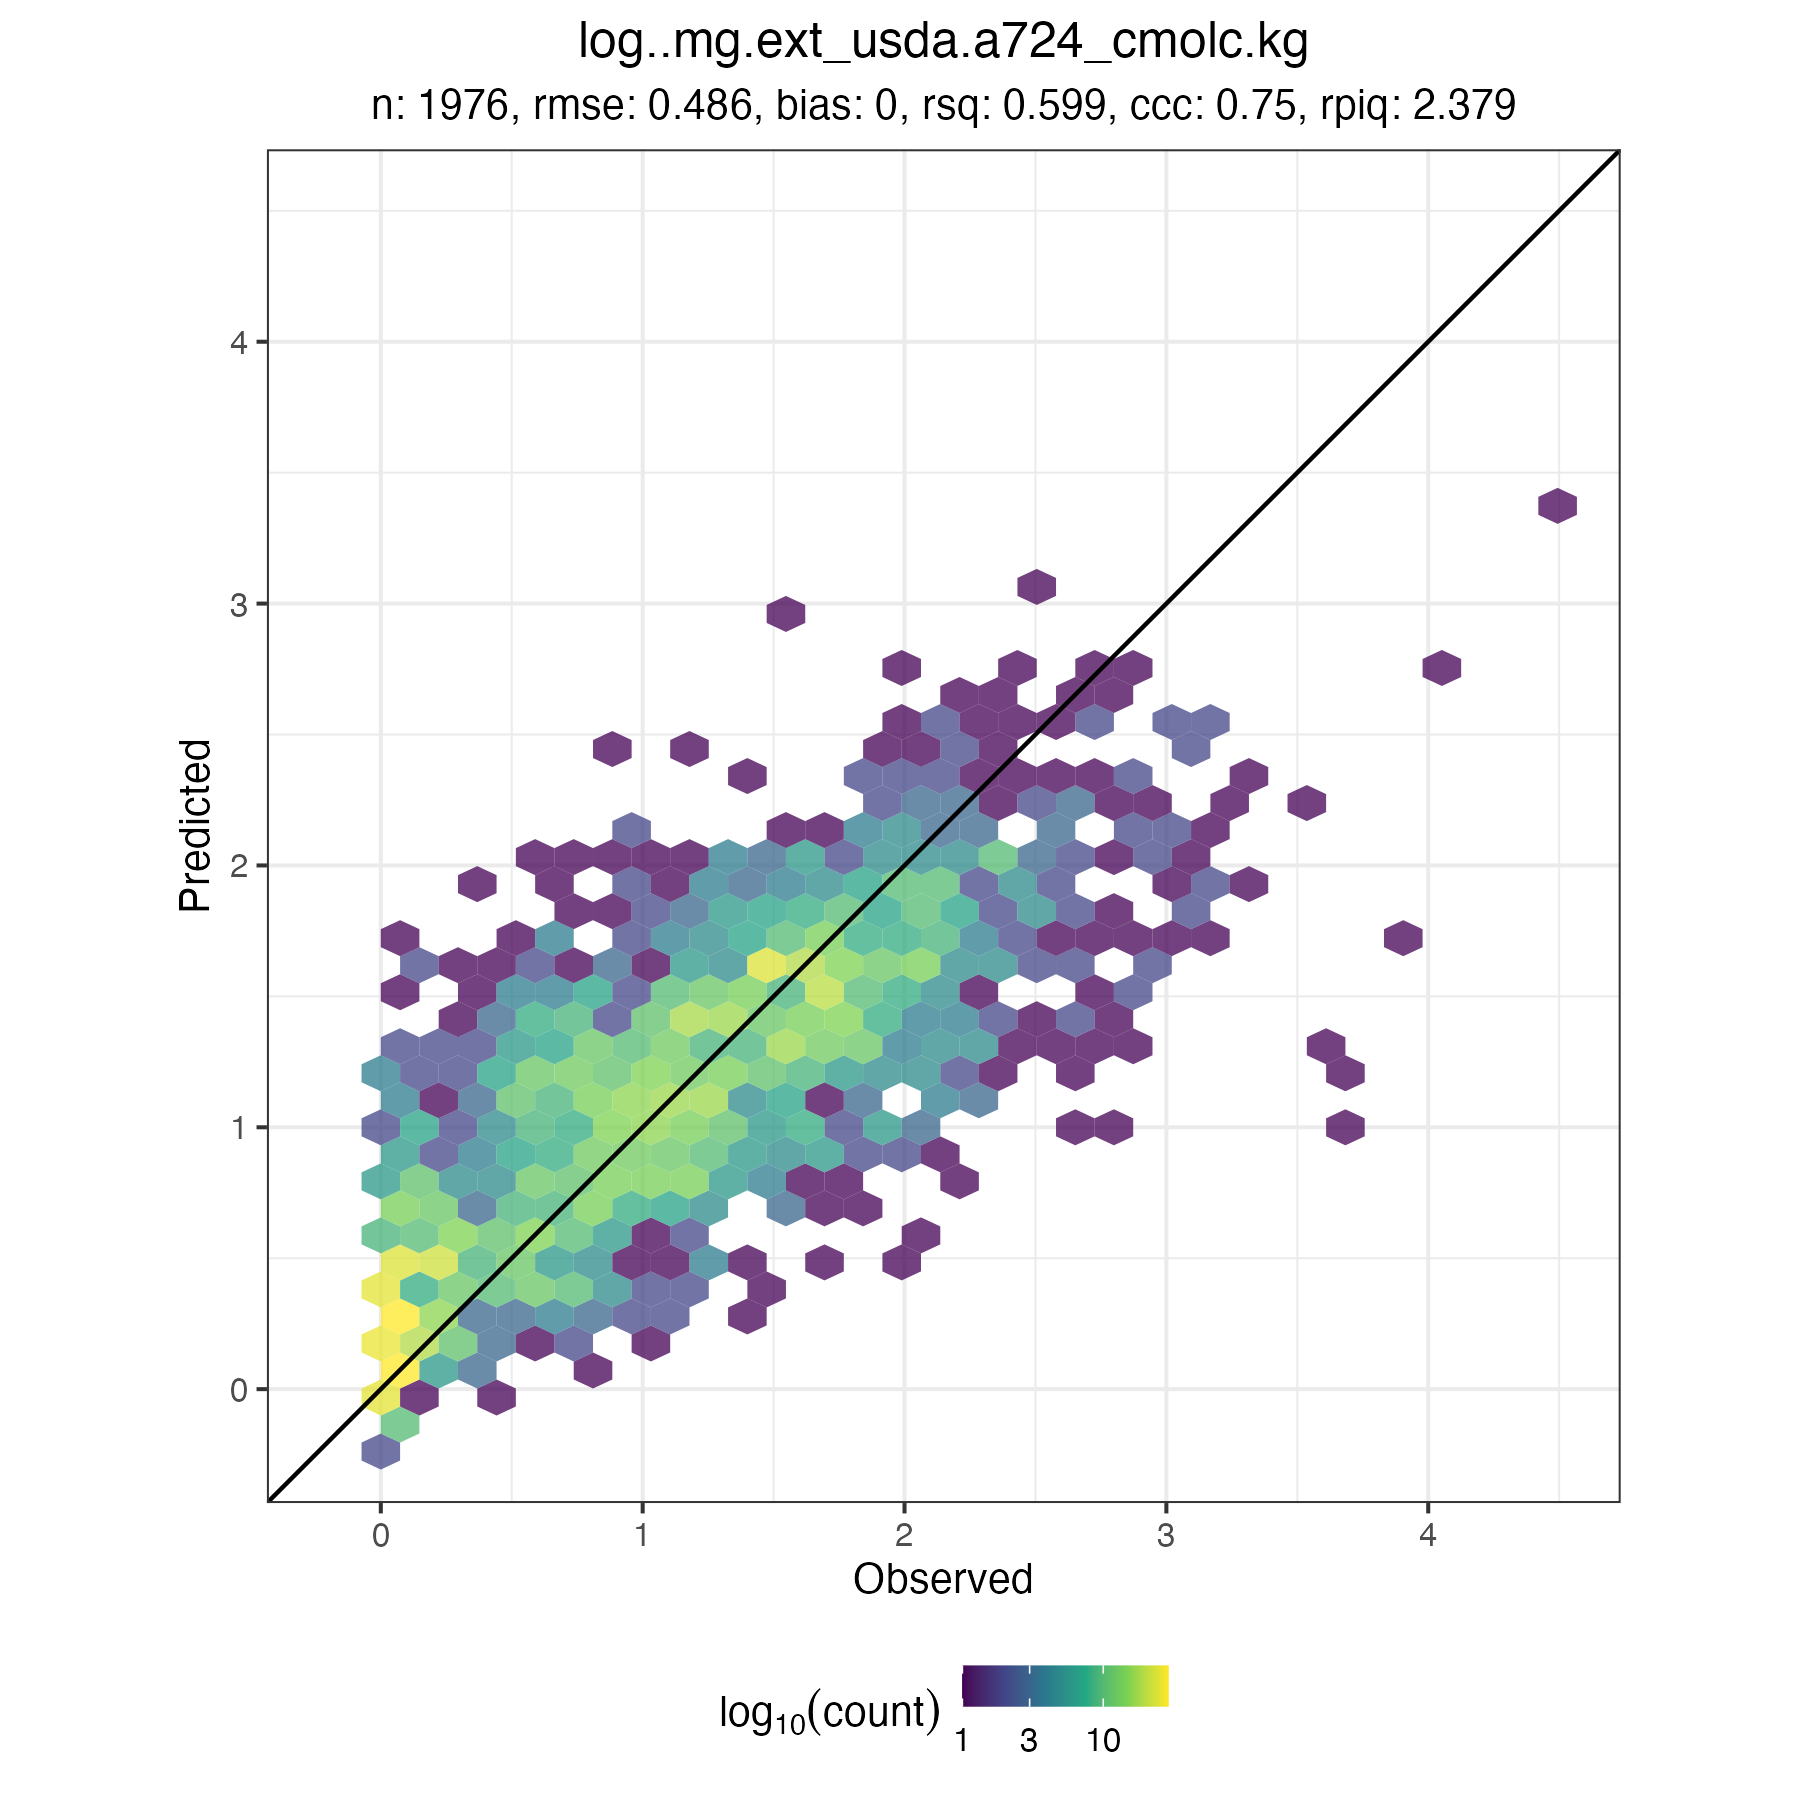 log..mg.ext_usda.a724_cmolc.kg
n: 1976, rmse: 0.486, bias: 0, rsq: 0.599, ccc: 0.75, rpiq: 2.379
Predicted
4
3
2
1
0
0 1 2 3 4
Observed
log₁₀(count)
1 3 10